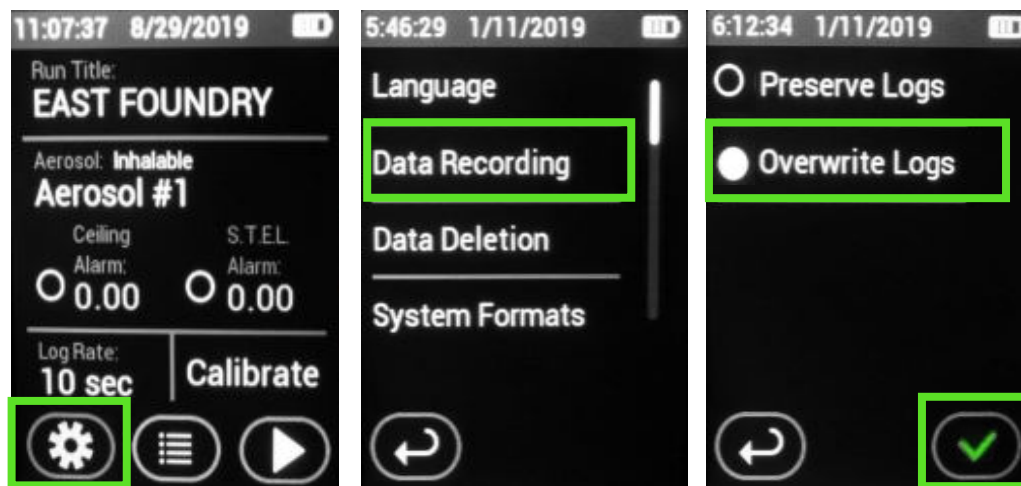 11:07:37 8/29/2019
Run Title:
EAST FOUNDRY
Aerosol: Inhalable
Aerosol #1
Ceiling S.T.E.L.
Alarm: Alarm:
0.00 0.00
Log Rate:
10 sec
Calibrate
5:46:29 1/11/2019
Language
Data Recording
Data Deletion
System Formats
6:12:34 1/11/2019
Preserve Logs
Overwrite Logs